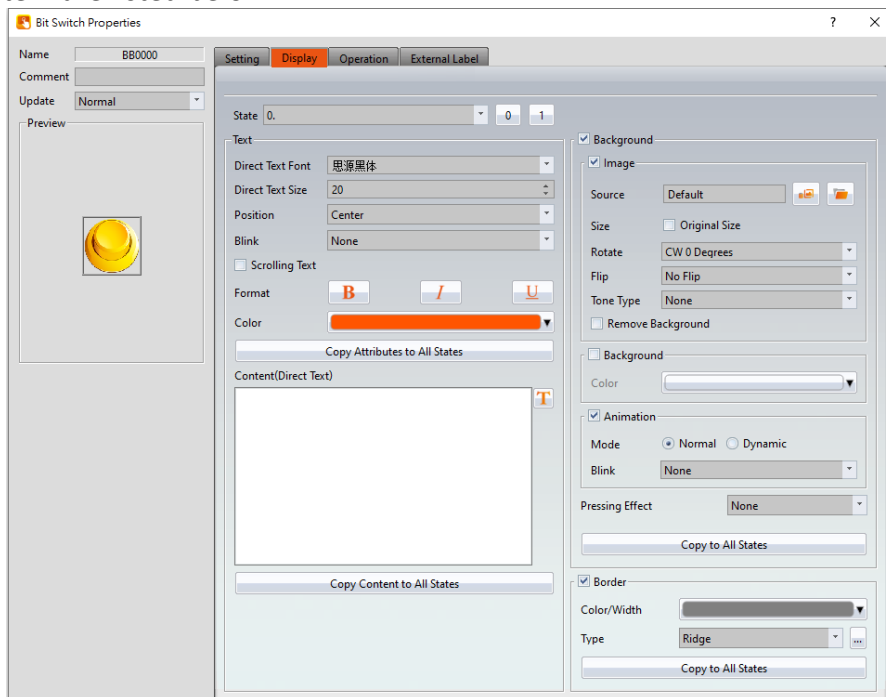 Bit Switch Properties ? ×
Name BB0000
Comment
Update Normal
Preview
Setting Display Operation External Label
State 0. 0 1
Text
Direct Text Font 思源黑体
Direct Text Size 20
Position Center
Blink None
Scrolling Text
Format B I U
Color
Copy Attributes to All States
Content(Direct Text)
T
Copy Content to All States
Background
Image
Source Default
Size Original Size
Rotate CW 0 Degrees
Flip No Flip
Tone Type None
Remove Background
Background
Color
Animation
Mode Normal Dynamic
Blink None
Pressing Effect None
Copy to All States
Border
Color/Width
Type Ridge ...
Copy to All States